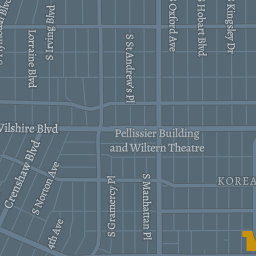 Lorraine Blvd
S Irving Blvd
S St Andrew's Pl
S Oxford Ave
S Hobart Blvd
S Kingsley Dr
Wilshire Blvd
Pellissier Building
and Wiltern Theatre
Crenshaw Blvd
S Norton Ave
4th Ave
S Gramercy Pl
S Manhattan Pl
KOREA